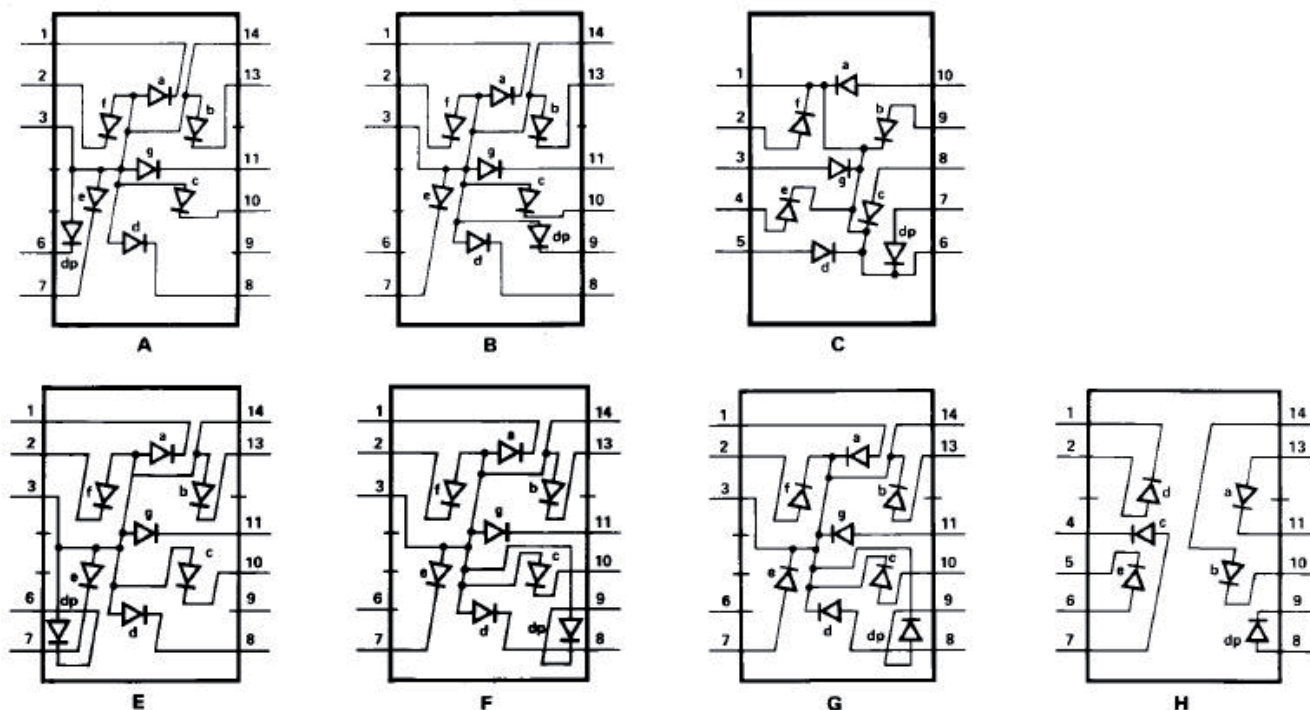 1 14
2 a 13
f b
3
g 11
e c
10
6 d 9
dp
7 8
A
1 14
2 a 13
f b
3
g 11
e c
10
dp
6 d 9
7 8
B
a
1 10
f b
2 9
3 8
g
4 e c 7
dp
5 6
d
C
1 14
a
2 13
f b
3
g 11
c
e 10
dp
6 9
d
7 8
E
1 14
a
2 13
f b
3
g 11
c
e 10
6 9
d dp
7 8
F
1 14
a
2 13
f b
3
g 11
c
e 10
6 9
d dp
7 8
G
1 14
2 13
d a
4 c 11
5 e b 10
6 9
dp
7 8
H